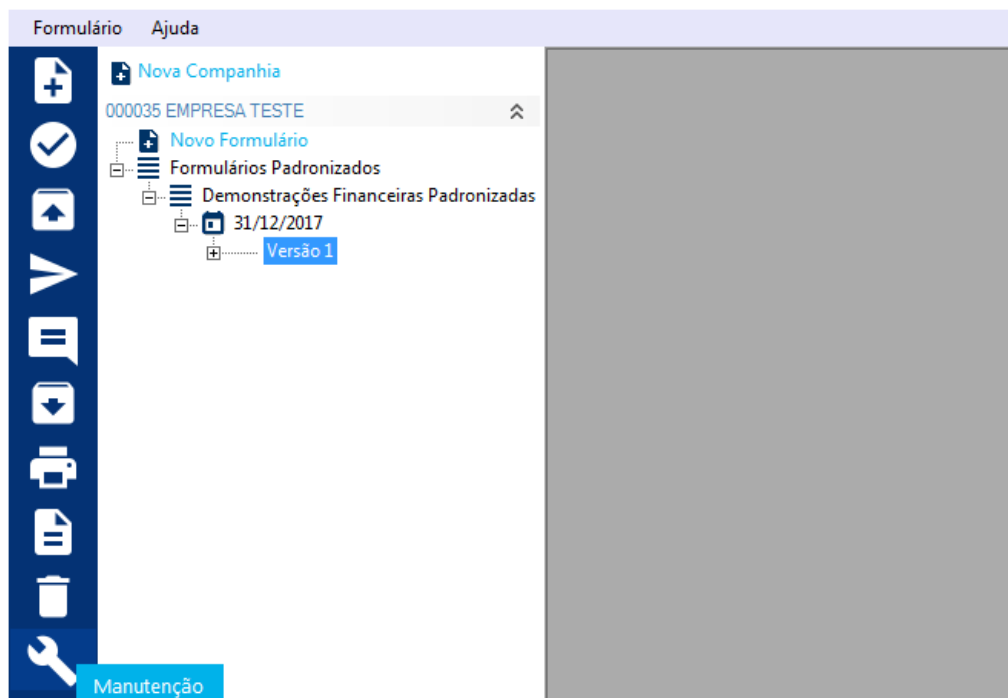 Formulário Ajuda
Nova Companhia
000035 EMPRESA TESTE
Novo Formulário
Formulários Padronizados
Demonstrações Financeiras Padronizadas
31/12/2017
Versão 1
Manutenção